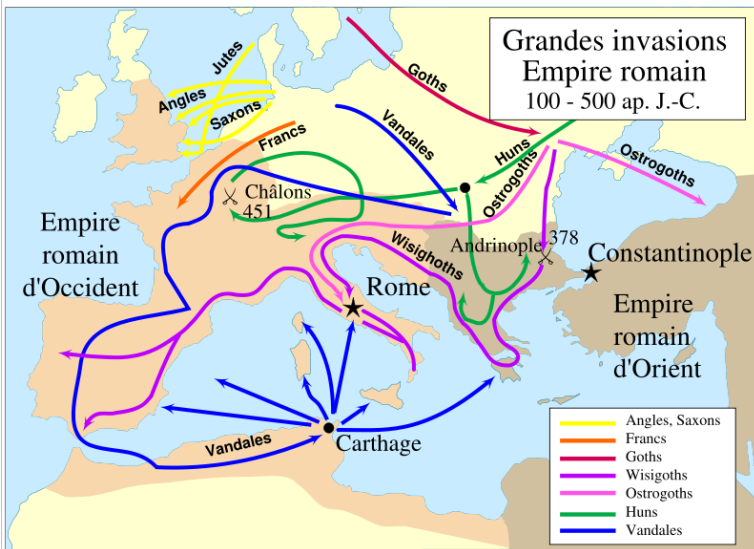 Grandes invasions
Empire romain
100 - 500 ap. J.-C.
Jutes
Angles
Saxons
Goths
Francs
Vandales
Huns
Ostrogoths
Ostrogoths
Châlons
451
Empire
romain
d'Occident
Wisighoths
Andrinople
378
Constantinople
Rome
Empire
romain
d'Orient
Vandales
Carthage
Angles, Saxons
Francs
Goths
Wisigoths
Ostrogoths
Huns
Vandales